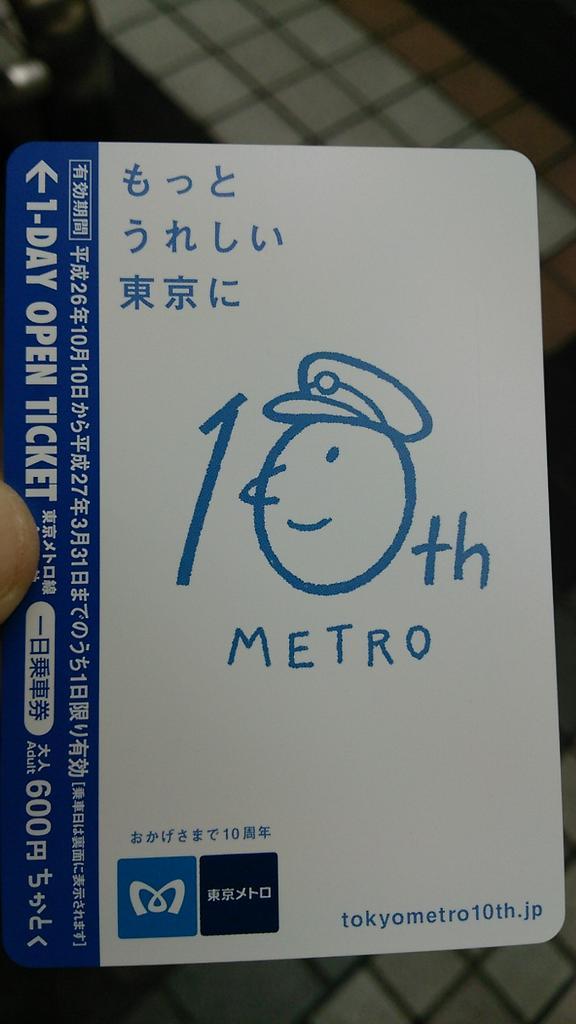 もっと
うれしい
東京に
10th
METRO
おかげさまで10周年
東京メトロ
tokyometro10th.jp
有効期間 平成26年10月10日から平成27年3月31日までのうち1日限り有効 [乗車日は裏面に表示されます]
←1-DAY OPEN TICKET 東京メトロ線 一日乗車券 大人 Adult 600円 ちかとく